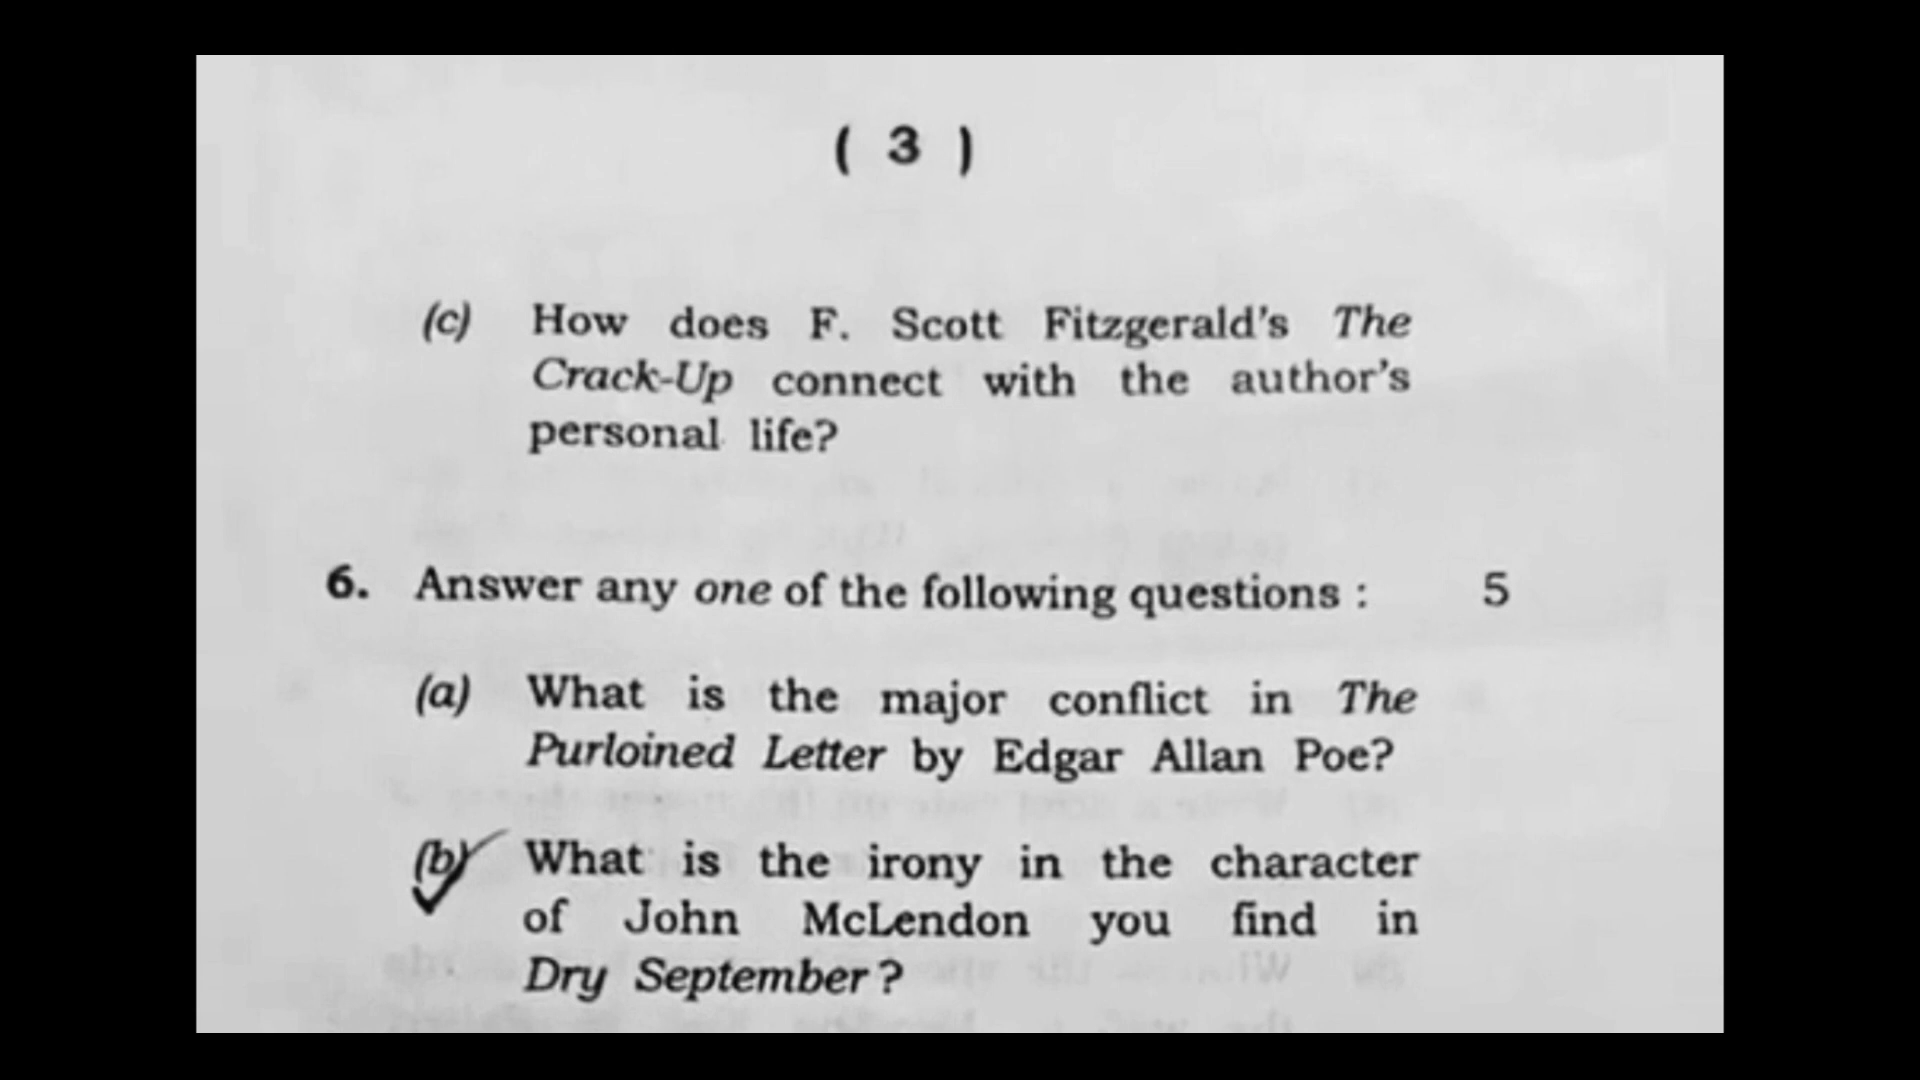 ( 3 )
(c) How does F. Scott Fitzgerald's The
Crack-Up connect with the author's
personal life?
6. Answer any one of the following questions : 5
(a) What is the major conflict in The
Purloined Letter by Edgar Allan Poe?
(b) What is the irony in the character
of John McLendon you find in
Dry September?